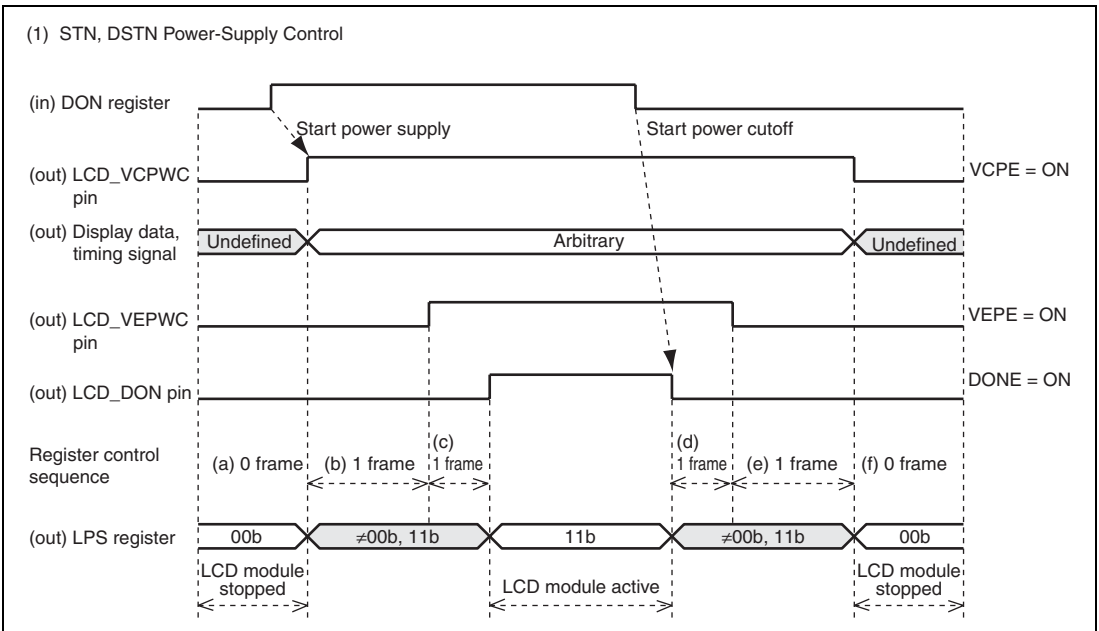 (1) STN, DSTN Power-Supply Control
(in) DON register
Start power supply
Start power cutoff
(out) LCD_VCPWC
pin
VCPE = ON
(out) Display data,
timing signal
Undefined
Arbitrary
Undefined
(out) LCD_VEPWC
pin
VEPE = ON
(out) LCD_DON pin
DONE = ON
Register control
sequence
(a) 0 frame
(b) 1 frame
(c)
1 frame
(d)
1 frame
(e) 1 frame
(f) 0 frame
(out) LPS register
00b
≠00b, 11b
11b
≠00b, 11b
00b
LCD module
stopped
LCD module active
LCD module
stopped